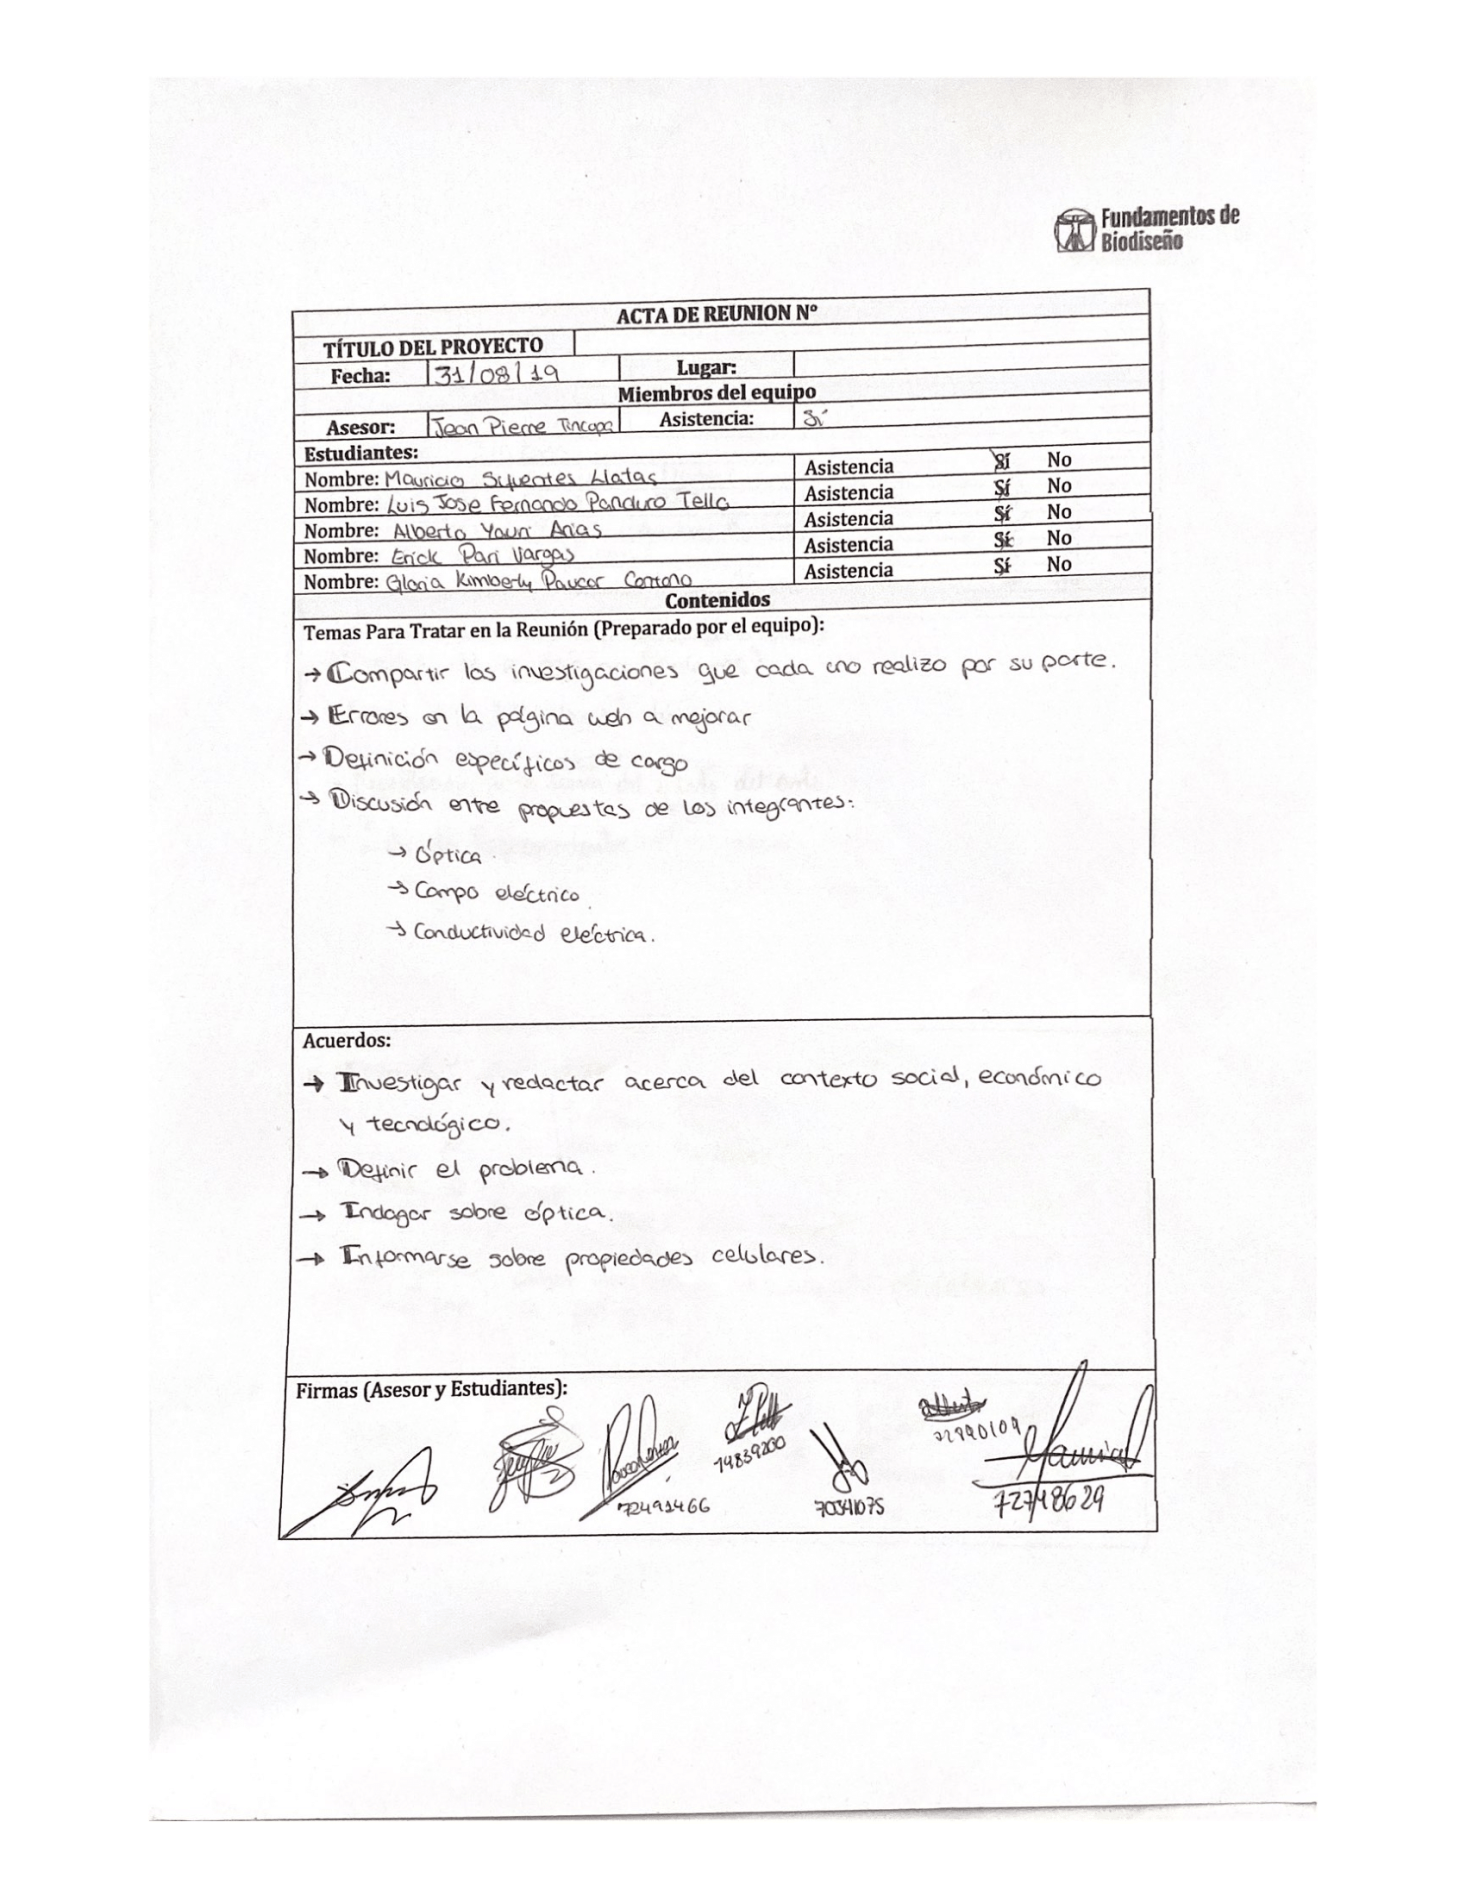 Fundamentos de
Biodiseño
ACTA DE REUNION Nº
TÍTULO DEL PROYECTO
Fecha: 31/08/19 Lugar:
Miembros del equipo
Asesor: Jean Pierre Tincopa Asistencia: Sí
Estudiantes:
Nombre: Mauricio Sifuentes Llatas Asistencia Sí No
Nombre: Luis Jose Fernando Panduro Tello Asistencia Sí No
Nombre: Alberto Yauri Arias Asistencia Sí No
Nombre: Erick Pari Vargas Asistencia Sí No
Nombre: Gloria Kimberly Paucar Asistencia Sí No
Contenidos
Temas Para Tratar en la Reunión (Preparado por el equipo):
→ Compartir las investigaciones que cada uno realizo por su parte.
→ Errores en la página web a mejorar
→ Definición específicos de cargo
→ Discusión entre propuestas de los integrantes:
→ Óptica.
→ Campo eléctrico.
→ Conductividad eléctrica.
Acuerdos:
→ Investigar y redactar acerca del contexto social, económico
y tecnológico.
→ Definir el problema.
→ Indagar sobre óptica.
→ Informarse sobre propiedades celulares.
Firmas (Asesor y Estudiantes):
74839200
72491466
70341075
72748629